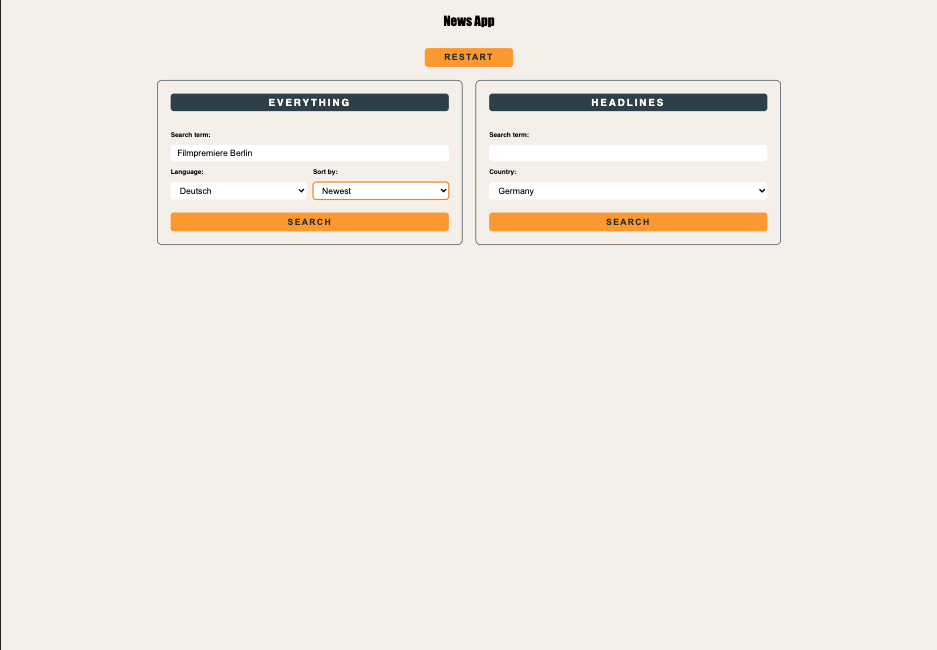 News App
RESTART
EVERYTHING
Search term:
Filmpremiere Berlin
Language:
Sort by:
Deutsch
Newest
SEARCH
HEADLINES
Search term:
Country:
Germany
SEARCH